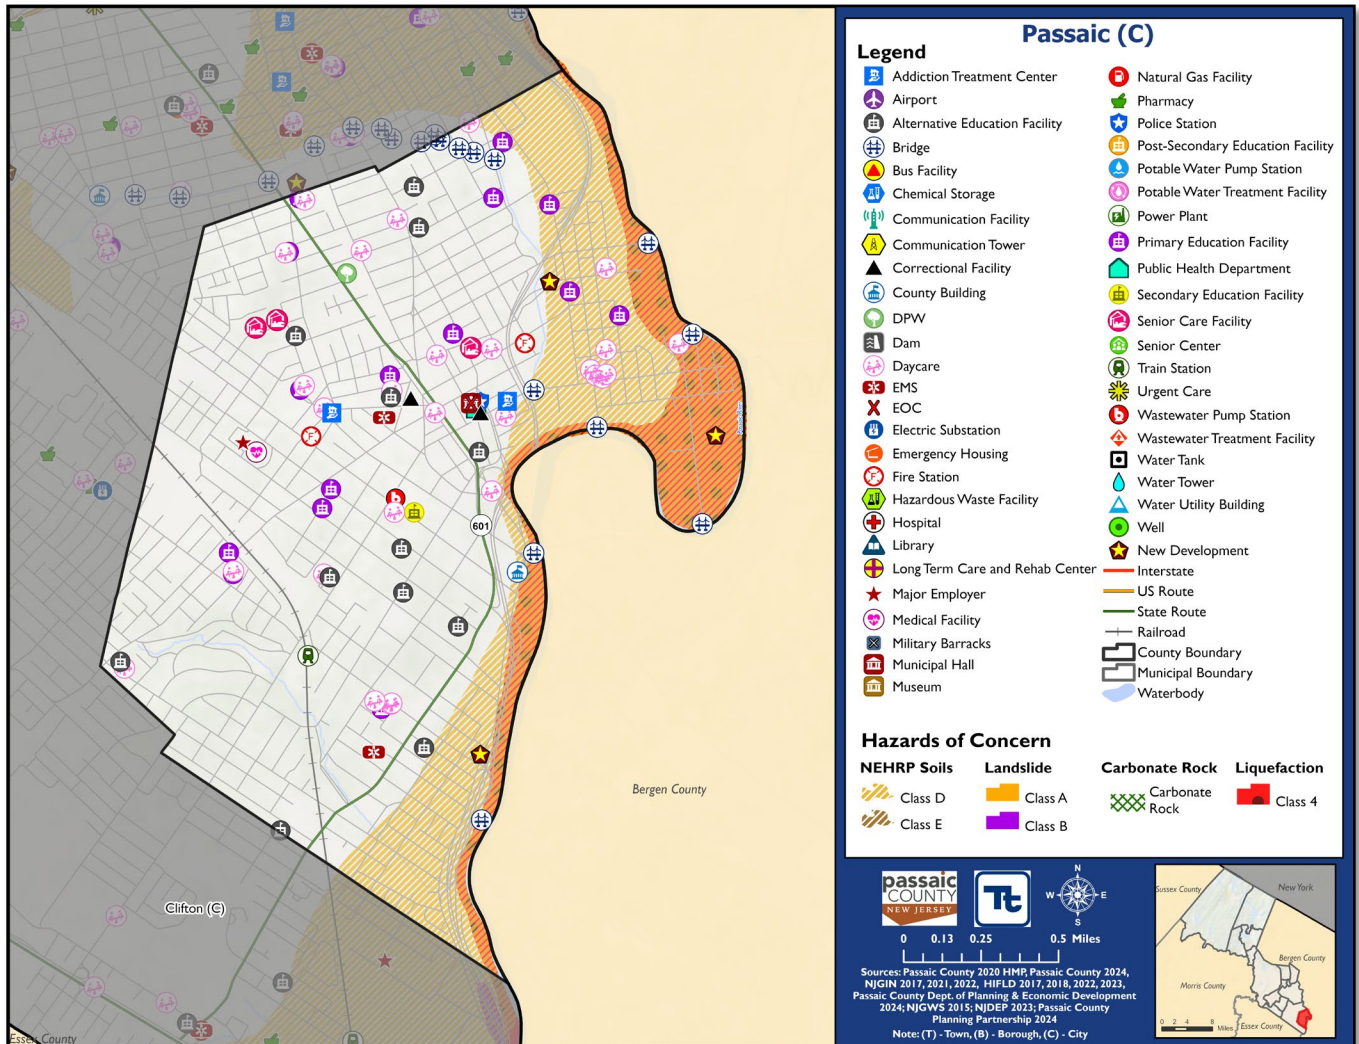 Passaic (C)
Legend
Addiction Treatment Center
Airport
Alternative Education Facility
Bridge
Bus Facility
Chemical Storage
Communication Facility
Communication Tower
Correctional Facility
County Building
DPW
Dam
Daycare
EMS
EOC
Electric Substation
Emergency Housing
Fire Station
Hazardous Waste Facility
Hospital
Library
Long Term Care and Rehab Center
Major Employer
Medical Facility
Military Barracks
Municipal Hall
Museum
Natural Gas Facility
Pharmacy
Police Station
Post-Secondary Education Facility
Potable Water Pump Station
Potable Water Treatment Facility
Power Plant
Primary Education Facility
Public Health Department
Secondary Education Facility
Senior Care Facility
Senior Center
Train Station
Urgent Care
Wastewater Pump Station
Wastewater Treatment Facility
Water Tank
Water Tower
Water Utility Building
Well
New Development
Interstate
US Route
State Route
Railroad
County Boundary
Municipal Boundary
Waterbody
Hazards of Concern
NEHRP Soils
Class D
Class E
Landslide
Class A
Class B
Carbonate Rock
Carbonate
Rock
Liquefaction
Class 4
601
Bergen County
Clifton (C)
Essex County
passaic
COUNTY
NEW JERSEY
Tt
N
W E
S
0 0.13 0.25 0.5 Miles
Sources: Passaic County 2020 HMP, Passaic County 2024,
NJGIN 2017, 2021, 2022, HIFLD 2017, 2018, 2022, 2023,
Passaic County Dept. of Planning & Economic Development
2024; NJGWS 2015; NJDEP 2023; Passaic County
Planning Partnership 2024
Note: (T) - Town, (B) - Borough, (C) - City
Sussex County
New York
Bergen County
Morris County
Essex County
0 2 4 8 Miles